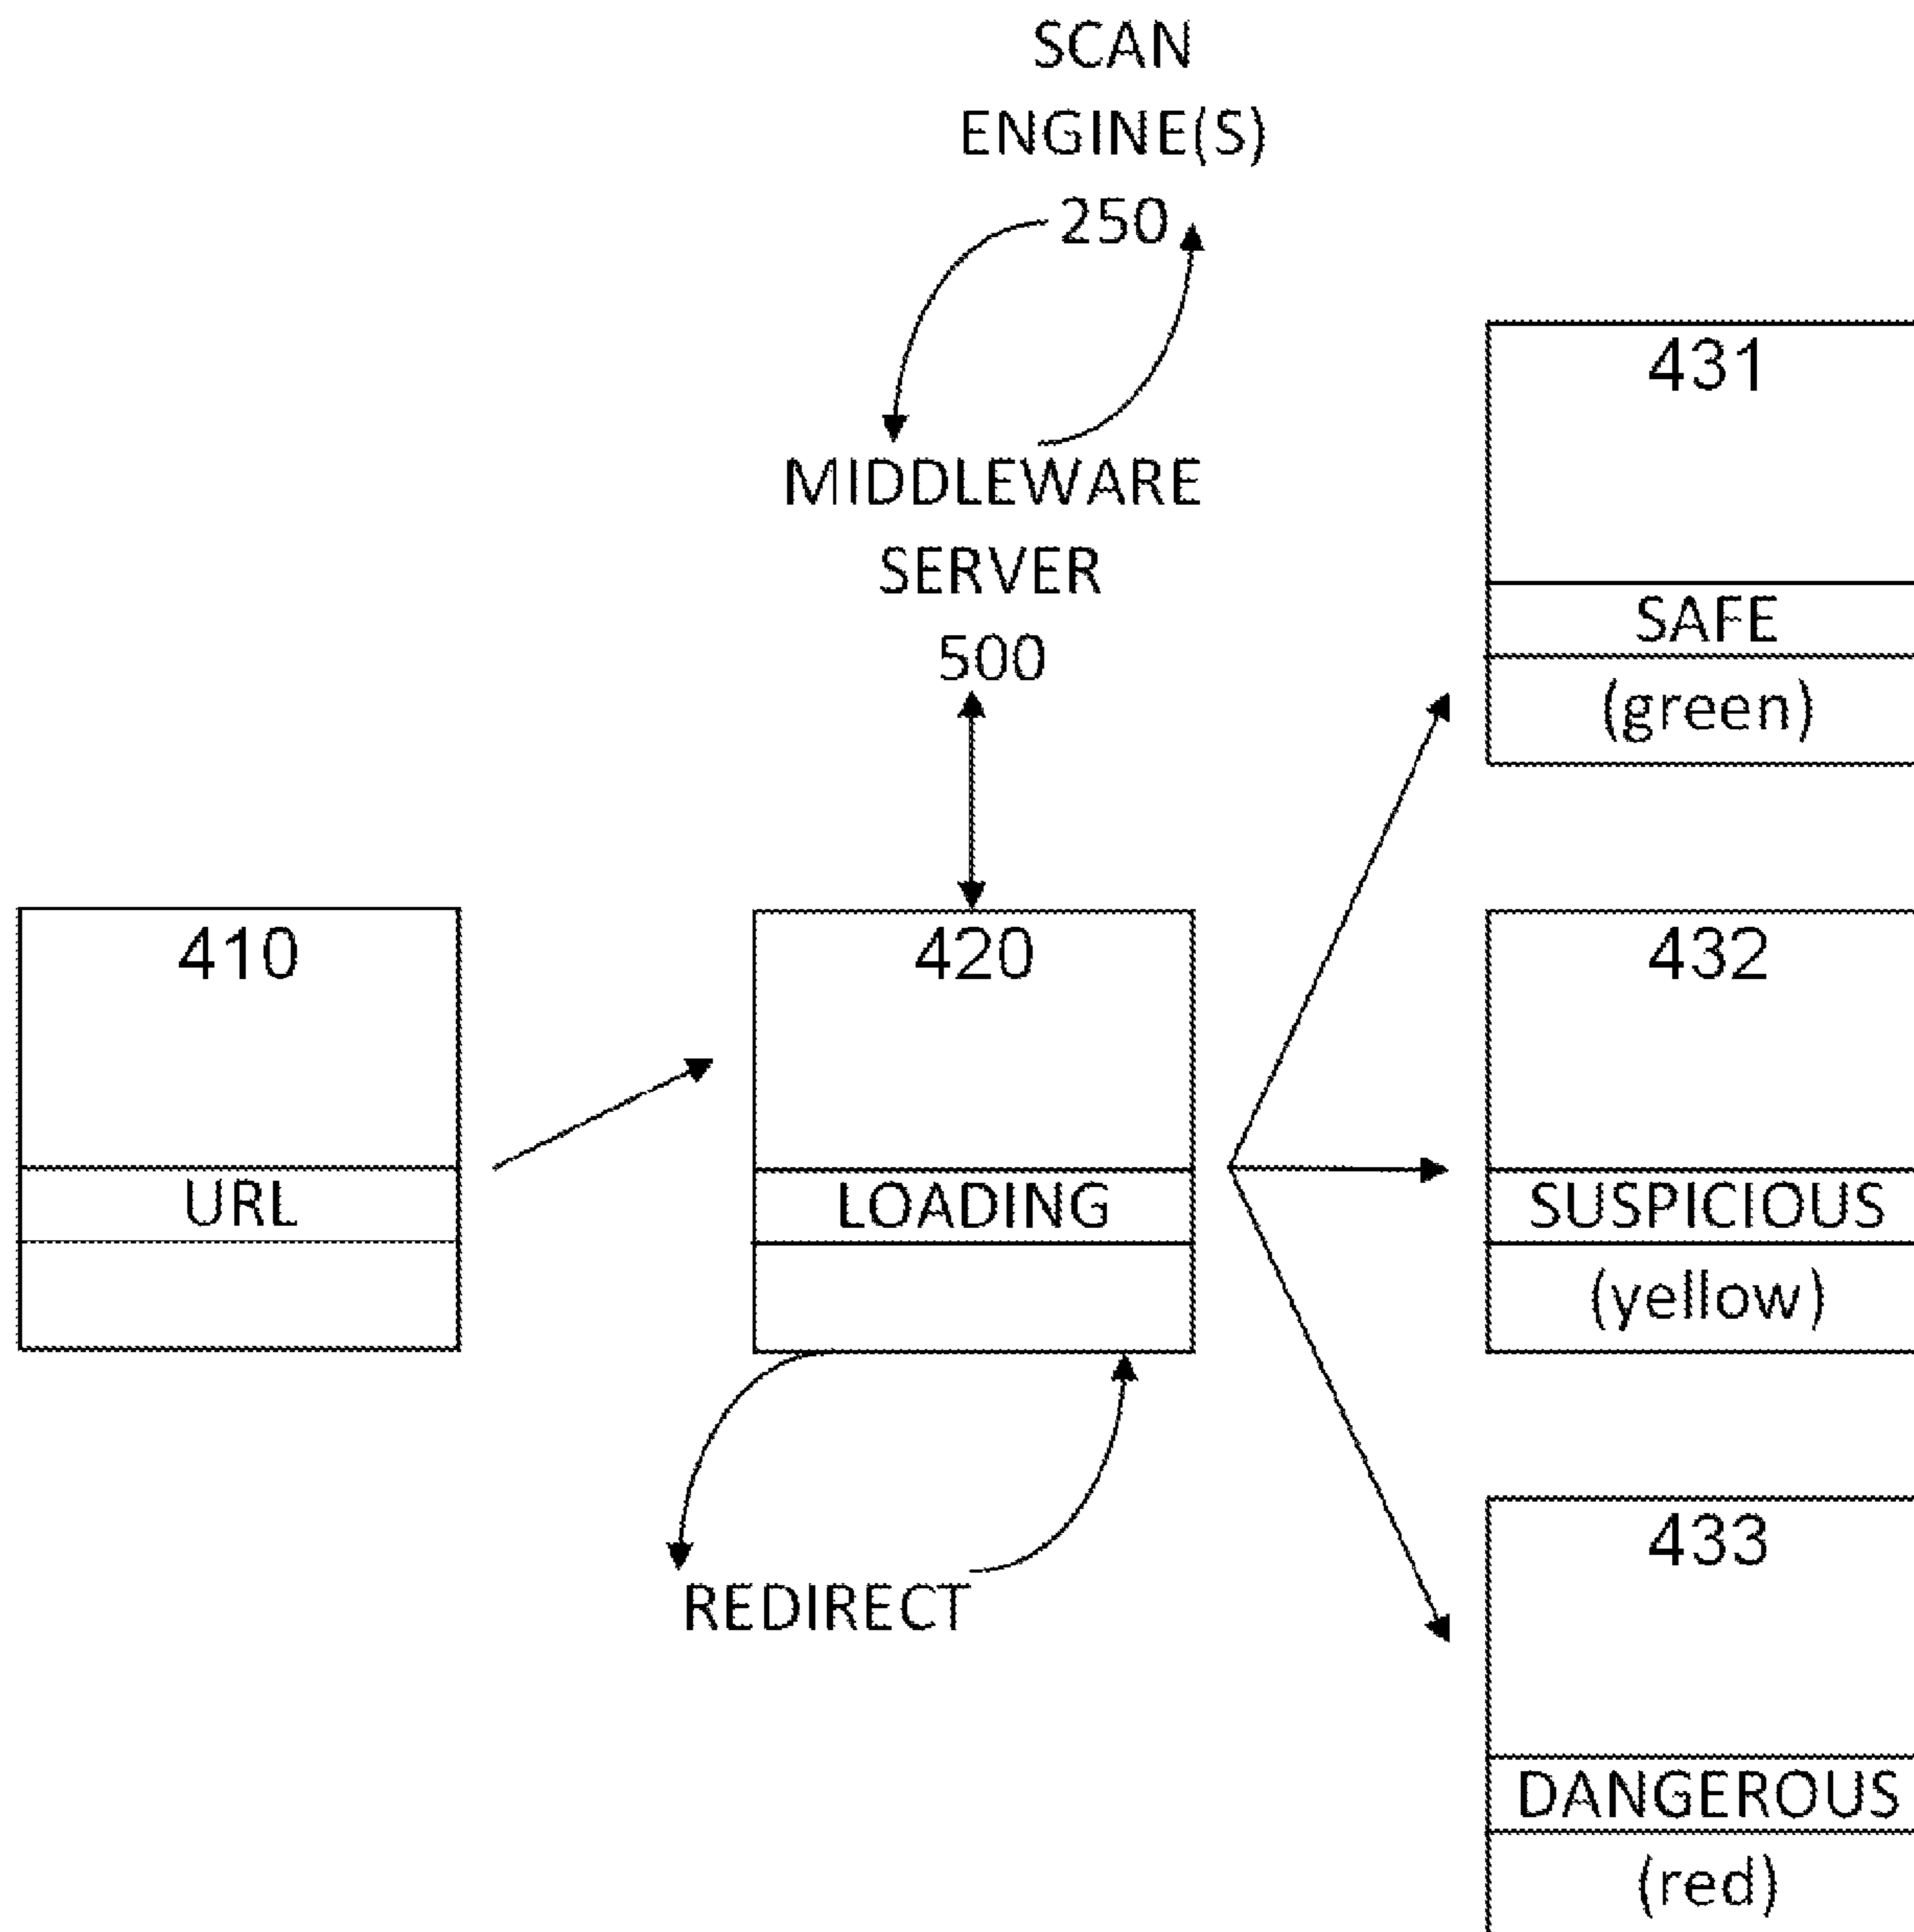 SCAN
ENGINE(S)
250
MIDDLEWARE
SERVER
500
410
URL
420
LOADING
REDIRECT
431
SAFE
(green)
432
SUSPICIOUS
(yellow)
433
DANGEROUS
(red)